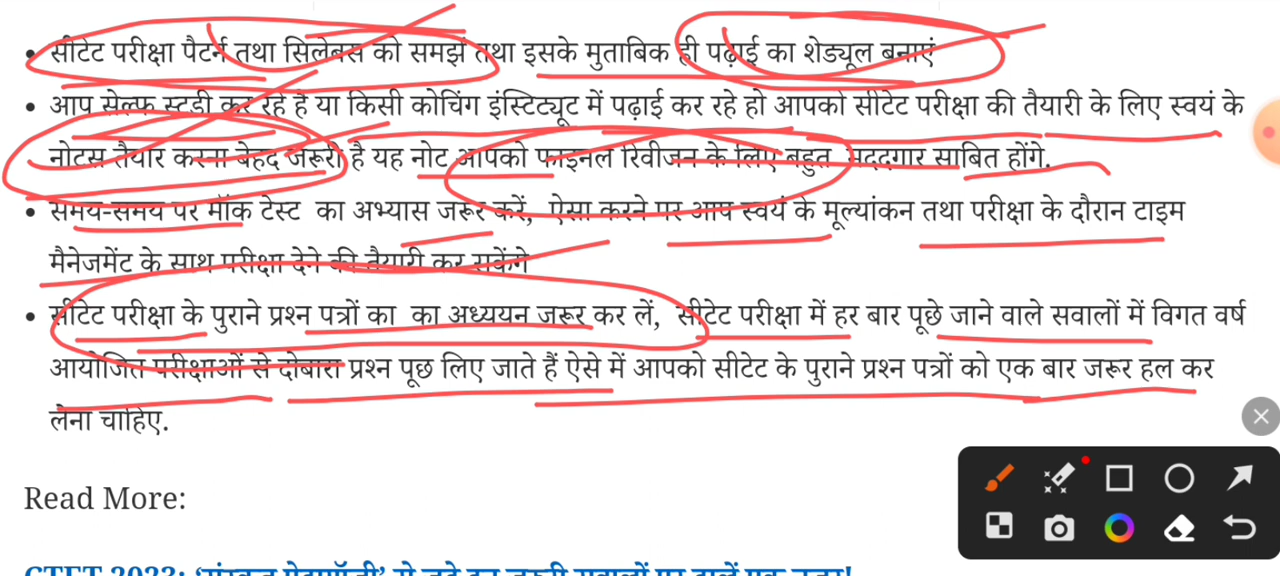 • सीटेट परीक्षा पैटर्न तथा सिलेबस को समझें तथा इसके मुताबिक ही पढ़ाई का शेड्यूल बनाएं
• आप सेल्फ स्टडी कर रहे हैं या किसी कोचिंग इंस्टिट्यूट में पढ़ाई कर रहे हो आपको सीटेट परीक्षा की तैयारी के लिए स्वयं के
नोटस तैयार करना बेहद जरूरी है यह नोट आपको फाइनल रिवीजन के लिए बहुत मददगार साबित होंगे.
• समय-समय पर मॉक टेस्ट का अभ्यास जरूर करें, ऐसा करने पर आप स्वयं के मूल्यांकन तथा परीक्षा के दौरान टाइम
मैनेजमेंट के साथ परीक्षा देने की तैयारी कर सकेंगे
• सीटेट परीक्षा के पुराने प्रश्न पत्रों का का अध्ययन जरूर कर लें, सीटेट परीक्षा में हर बार पूछे जाने वाले सवालों में विगत वर्ष
आयोजित परीक्षाओं से दोबारा प्रश्न पूछ लिए जाते हैं ऐसे में आपको सीटेट के पुराने प्रश्न पत्रों को एक बार जरूर हल कर
लेना चाहिए.
Read More:
CTET 2023: